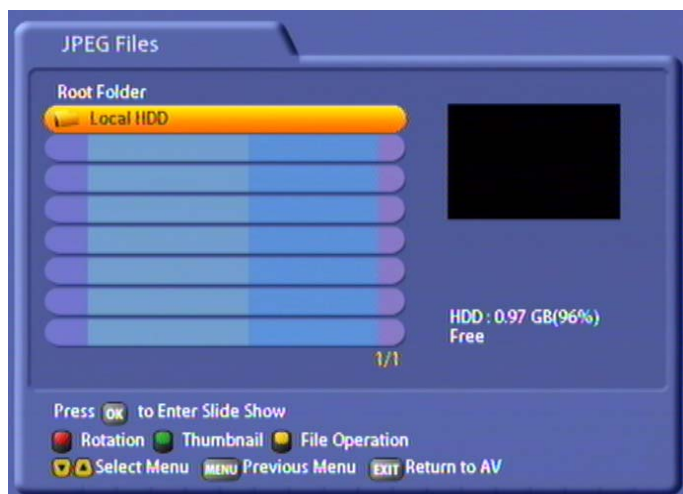 JPEG Files
Root Folder
Local HDD
HDD : 0.97 GB(96%)
Free
1/1
Press OK to Enter Slide Show
Rotation Thumbnail File Operation
Select Menu MENU Previous Menu EXIT Return to AV